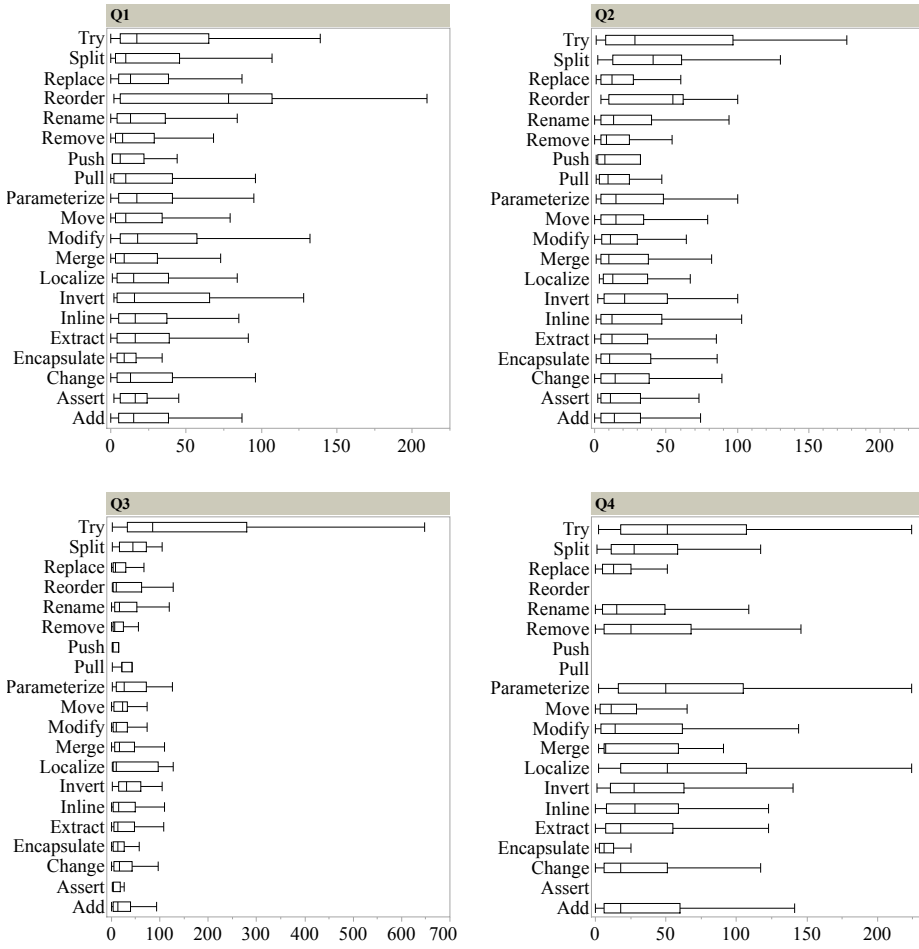 Q1
Try
Split
Replace
Reorder
Rename
Remove
Push
Pull
Parameterize
Move
Modify
Merge
Localize
Invert
Inline
Extract
Encapsulate
Change
Assert
Add
0 50 100 150 200
Q2
Try
Split
Replace
Reorder
Rename
Remove
Push
Pull
Parameterize
Move
Modify
Merge
Localize
Invert
Inline
Extract
Encapsulate
Change
Assert
Add
0 50 100 150 200
Q3
Try
Split
Replace
Reorder
Rename
Remove
Push
Pull
Parameterize
Move
Modify
Merge
Localize
Invert
Inline
Extract
Encapsulate
Change
Assert
Add
0 100 200 300 400 500 600 700
Q4
Try
Split
Replace
Reorder
Rename
Remove
Push
Pull
Parameterize
Move
Modify
Merge
Localize
Invert
Inline
Extract
Encapsulate
Change
Assert
Add
0 50 100 150 200